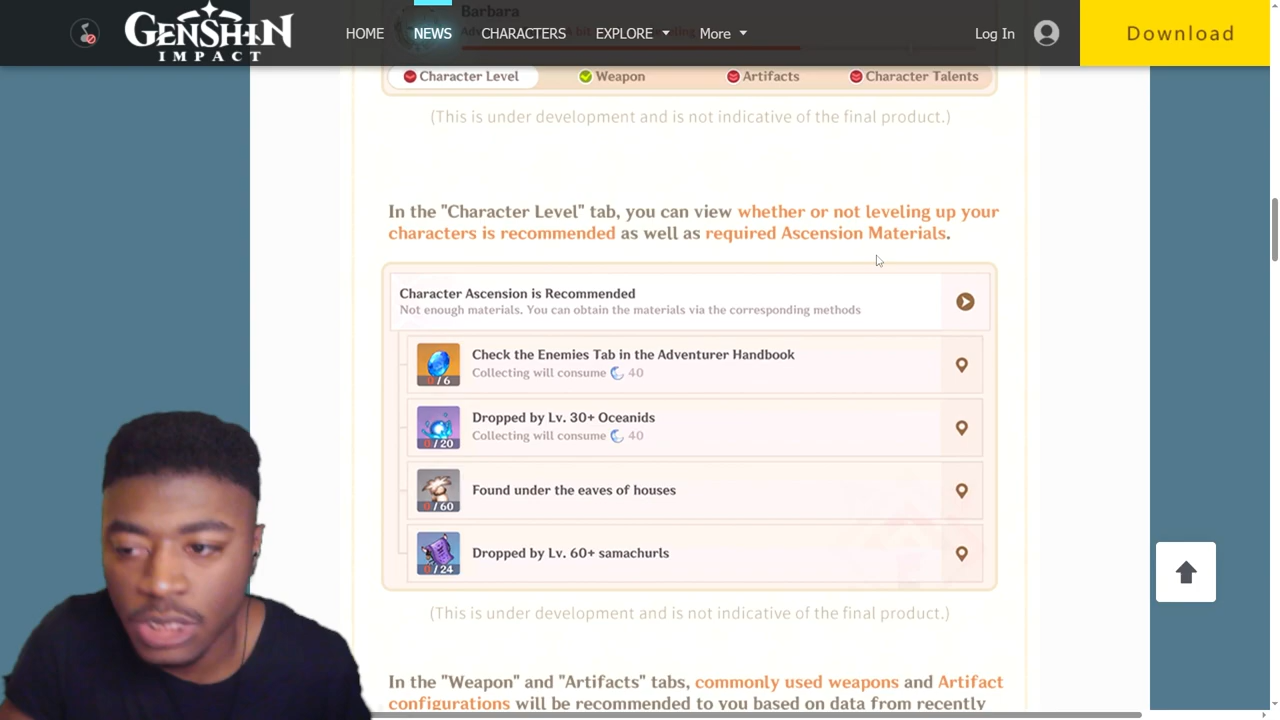 Barbara
GENSHIN
IMPACT
HOME
NEWS
CHARACTERS
EXPLORE
More
Log In
Download
Character Level
Weapon
Artifacts
Character Talents
(This is under development and is not indicative of the final product.)
In the "Character Level" tab, you can view whether or not leveling up your
characters is recommended as well as required Ascension Materials.
Character Ascension is Recommended
Not enough materials. You can obtain the materials via the corresponding methods
0/6
Check the Enemies Tab in the Adventurer Handbook
Collecting will consume 40
0/20
Dropped by Lv. 30+ Oceanids
Collecting will consume 40
0/60
Found under the eaves of houses
0/24
Dropped by Lv. 60+ samachurls
(This is under development and is not indicative of the final product.)
In the "Weapon" and "Artifacts" tabs, commonly used weapons and Artifact
configurations will be recommended to you based on data from recently